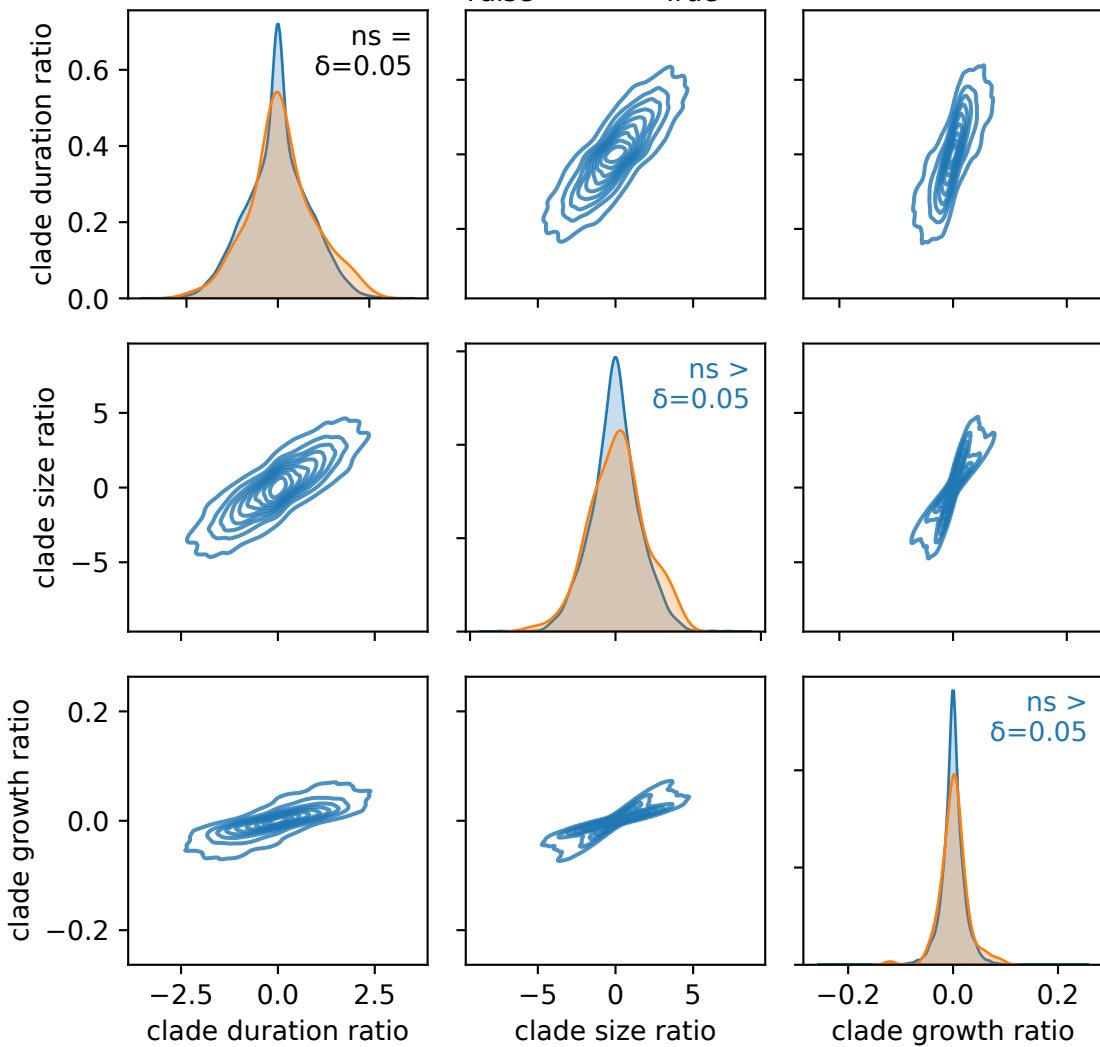 clade duration ratio
0.6
0.4
0.2
0.0
ns =
δ=0.05
clade size ratio
5
0
−5
ns >
δ=0.05
clade growth ratio
0.2
0.0
−0.2
ns >
δ=0.05
−2.5 0.0 2.5
−5 0 5
−0.2 0.0 0.2
clade duration ratio
clade size ratio
clade growth ratio